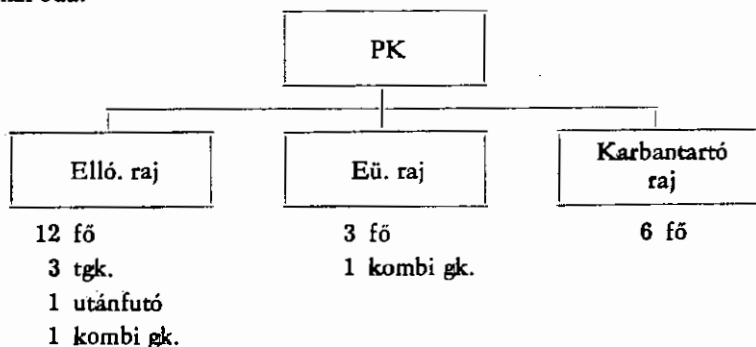 PK
Elló. raj
Eü. raj
Karbantartó
raj
12 fő
3 tgk.
1 utánfutó
1 kombi gk.
3 fő
1 kombi gk.
6 fő